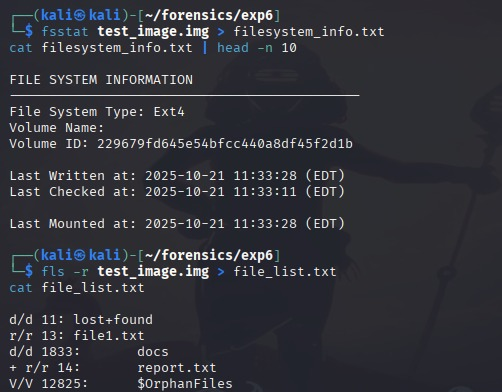 ┌──(kali㉿kali)-[~/forensics/exp6]
└─$ fsstat test_image.img > filesystem_info.txt
cat filesystem_info.txt | head -n 10
FILE SYSTEM INFORMATION
--------------------------------------------
File System Type: Ext4
Volume Name:
Volume ID: 229679fd645e54bfcc440a8df45f2d1b
Last Written at: 2025-10-21 11:33:28 (EDT)
Last Checked at: 2025-10-21 11:33:11 (EDT)
Last Mounted at: 2025-10-21 11:33:28 (EDT)
┌──(kali㉿kali)-[~/forensics/exp6]
└─$ fls -r test_image.img > file_list.txt
cat file_list.txt
d/d 11: lost+found
r/r 13: file1.txt
d/d 1833:       docs
+ r/r 14:       report.txt
V/V 12825:      $OrphanFiles